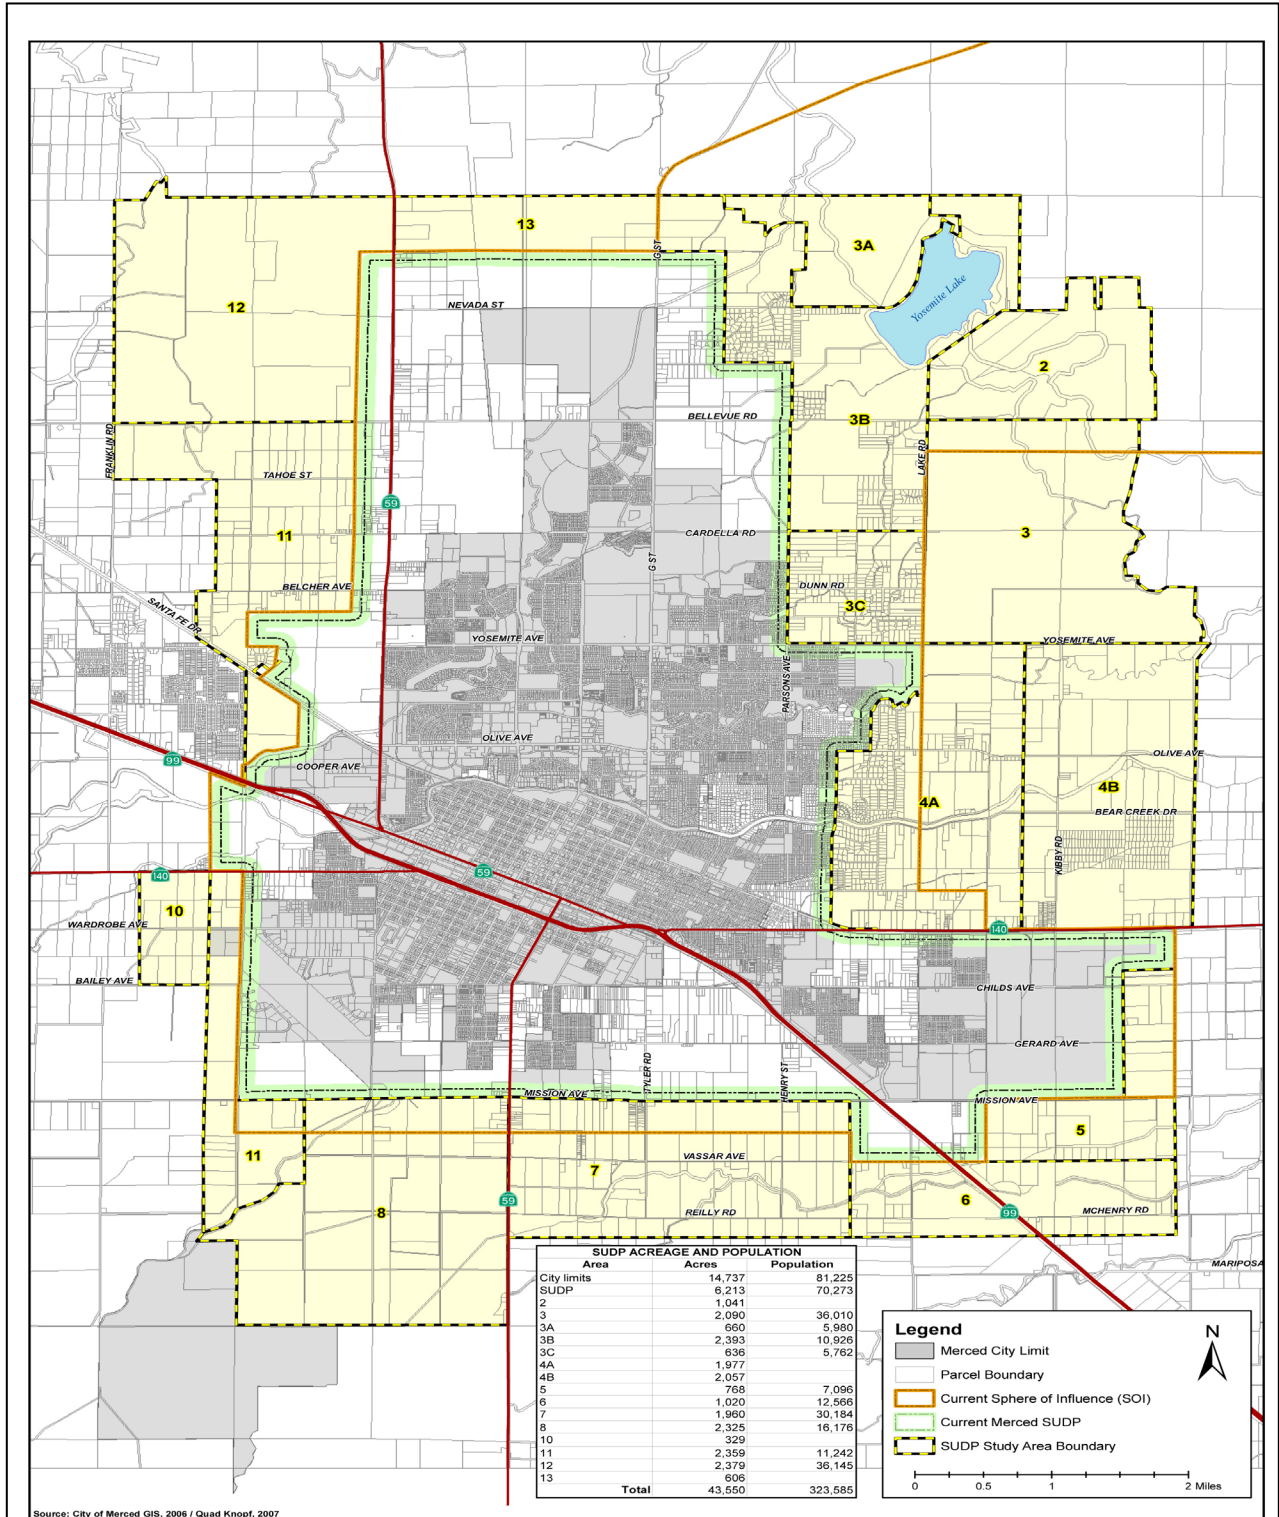 13
12
3A
G ST
Yosemite Lake
NEVADA ST
2
BELLEVUE RD
3B
FRANKLIN RD
LAKE RD
TAHOE ST
59
11
CARDELLA RD
3
G ST
BELCHER AVE
DUNN RD
3C
SANTA FE DR
YOSEMITE AVE
YOSEMITE AVE
PARSONS AVE
OLIVE AVE
OLIVE AVE
99
COOPER AVE
4A
4B
BEAR CREEK DR
KIBBY RD
59
140
10
WARDROBE AVE
140
BAILEY AVE
CHILDS AVE
GERARD AVE
TYLER RD
HENRY ST
MISSION AVE
MISSION AVE
5
11
VASSAR AVE
7
59
8
REILLY RD
6
99
MCHENRY RD
MARIPOSA
SUDP ACREAGE AND POPULATION
Area Acres Population
City limits 14,737 81,225
SUDP 6,213 70,273
2 1,041
3 2,090 36,010
3A 660 5,980
3B 2,393 10,926
3C 636 5,762
4A 1,977
4B 2,057
5 768 7,096
6 1,020 12,566
7 1,960 30,184
8 2,325 16,176
10 329
11 2,359 11,242
12 2,379 36,145
13 606
Total 43,550 323,585
Legend
N
Merced City Limit
Parcel Boundary
Current Sphere of Influence (SOI)
Current Merced SUDP
SUDP Study Area Boundary
0 0.5 1 2 Miles
Source: City of Merced GIS, 2006 / Quad Knopf, 2007